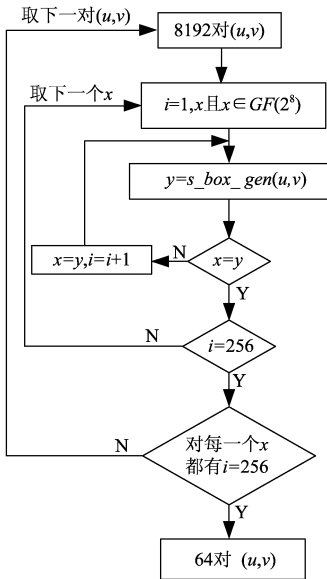 取下一对(u,v)
8192对(u,v)
取下一个x
i=1,x且x∈GF(2⁸)
y=s_box_gen(u,v)
x=y,i=i+1
N
x=y
Y
N
i=256
Y
N
对每一个x
都有i=256
Y
64对 (u,v)